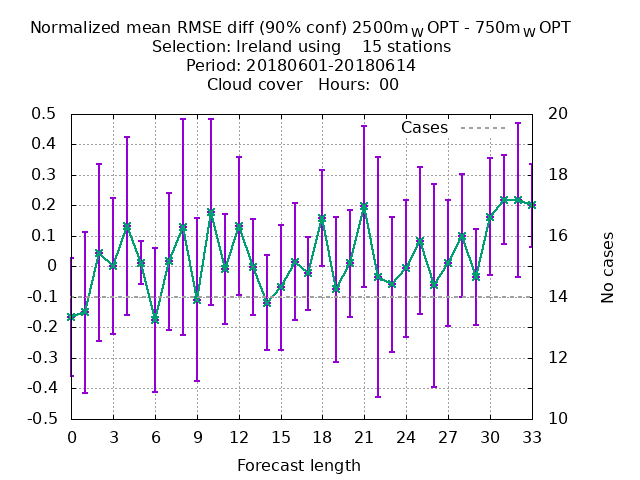 Normalized mean RMSE diff (90% conf) 2500m_W OPT - 750m_W OPT
Selection: Ireland using 15 stations
Period: 20180601-20180614
Cloud cover Hours: 00
0.5
0.4
0.3
0.2
0.1
0
-0.1
-0.2
-0.3
-0.4
-0.5
Cases
20
18
16
14
12
10
No cases
0 3 6 9 12 15 18 21 24 27 30 33
Forecast length